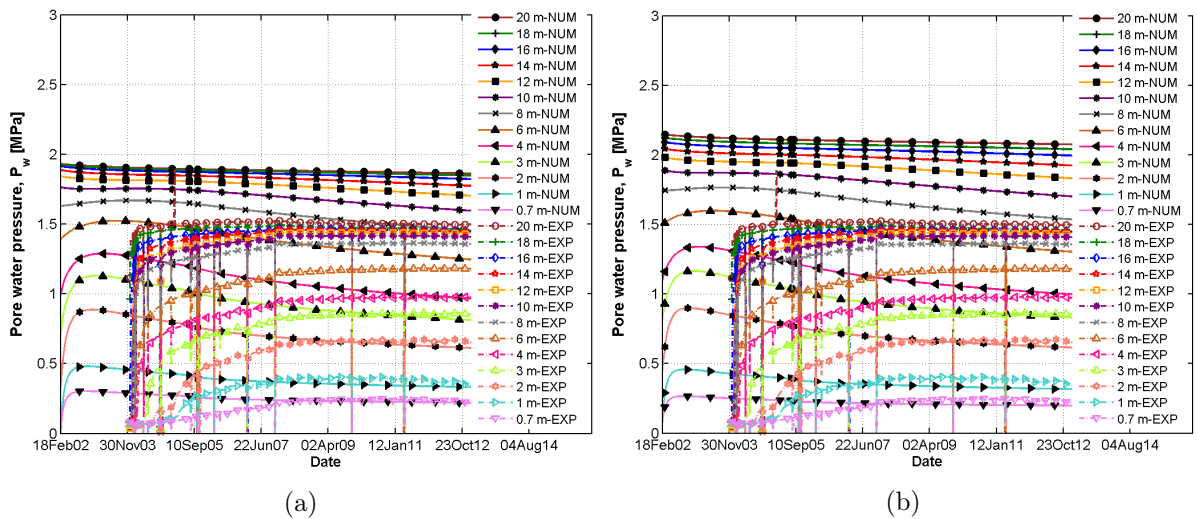 3
2.5
2
1.5
1
0.5
0
Pore water pressure, P_w [MPa]
18Feb02 30Nov03 10Sep05 22Jun07 02Apr09 12Jan11 23Oct12 04Aug14
Date
20 m-NUM
18 m-NUM
16 m-NUM
14 m-NUM
12 m-NUM
10 m-NUM
8 m-NUM
6 m-NUM
4 m-NUM
3 m-NUM
2 m-NUM
1 m-NUM
0.7 m-NUM
20 m-EXP
18 m-EXP
16 m-EXP
14 m-EXP
12 m-EXP
10 m-EXP
8 m-EXP
6 m-EXP
4 m-EXP
3 m-EXP
2 m-EXP
1 m-EXP
0.7 m-EXP
(a)
3
2.5
2
1.5
1
0.5
0
Pore water pressure, P_w [MPa]
18Feb02 30Nov03 10Sep05 22Jun07 02Apr09 12Jan11 23Oct12 04Aug14
Date
20 m-NUM
18 m-NUM
16 m-NUM
14 m-NUM
12 m-NUM
10 m-NUM
8 m-NUM
6 m-NUM
4 m-NUM
3 m-NUM
2 m-NUM
1 m-NUM
0.7 m-NUM
20 m-EXP
18 m-EXP
16 m-EXP
14 m-EXP
12 m-EXP
10 m-EXP
8 m-EXP
6 m-EXP
4 m-EXP
3 m-EXP
2 m-EXP
1 m-EXP
0.7 m-EXP
(b)